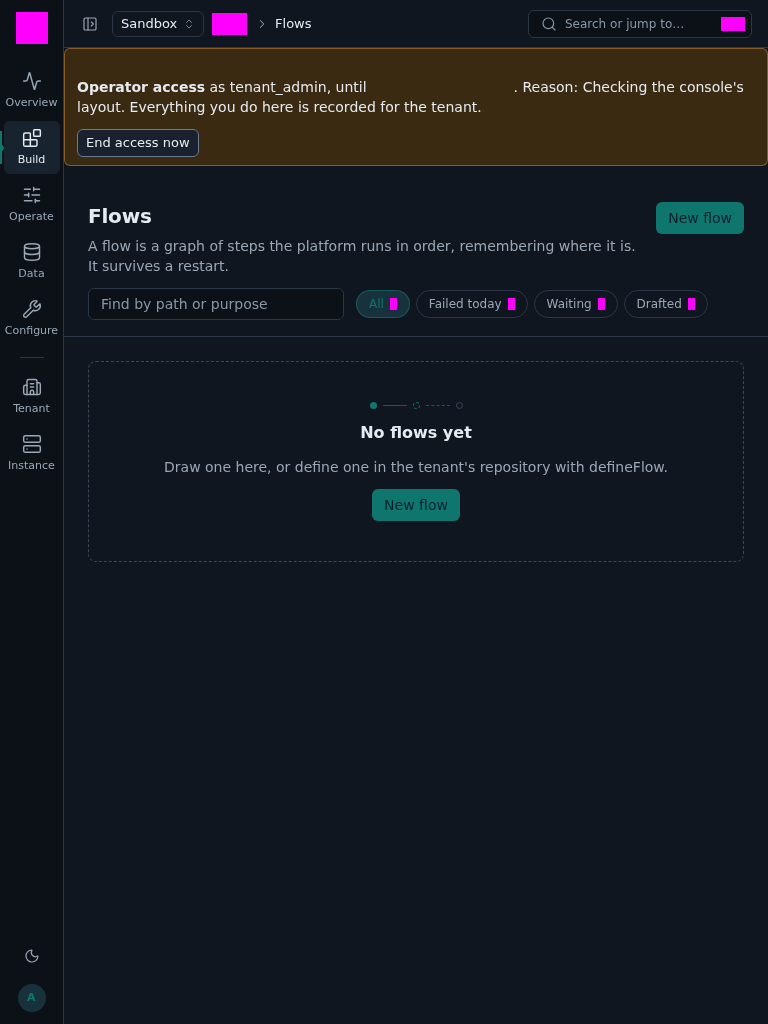 Sandbox
Flows
Search or jump to…
Overview
Build
Operate
Data
Configure
Tenant
Instance
A
Operator access as tenant_admin, until . Reason: Checking the console's
layout. Everything you do here is recorded for the tenant.
End access now
Flows
New flow
A flow is a graph of steps the platform runs in order, remembering where it is.
It survives a restart.
Find by path or purpose
All
Failed today
Waiting
Drafted
No flows yet
Draw one here, or define one in the tenant's repository with defineFlow.
New flow